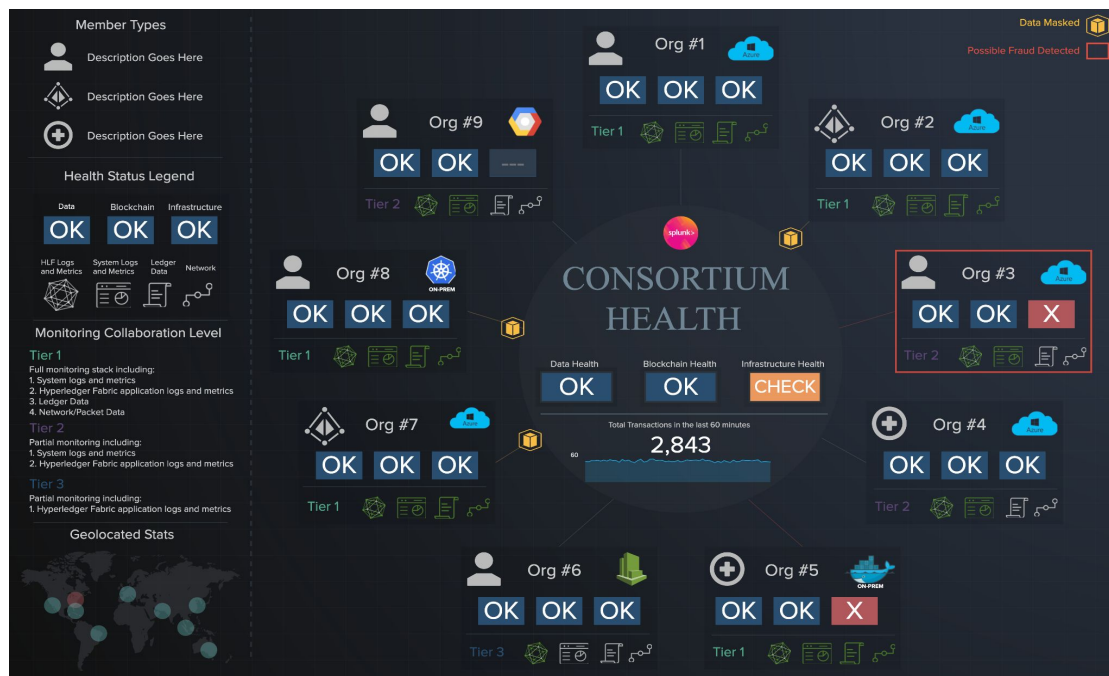 Member Types
Description Goes Here
Description Goes Here
Description Goes Here
Health Status Legend
Data
Blockchain
Infrastructure
OK
OK
OK
HLF Logs
and Metrics
System Logs
and Metrics
Ledger
Data
Network
Monitoring Collaboration Level
Tier 1
Full monitoring stack including:
1. System logs and metrics
2. Hyperledger Fabric application logs and metrics
3. Ledger Data
4. Network/Packet Data
Tier 2
Partial monitoring including:
1. System logs and metrics
2. Hyperledger Fabric application logs and metrics
Tier 3
Partial monitoring including:
1. Hyperledger Fabric application logs and metrics
Geolocated Stats
Data Masked
Possible Fraud Detected
Org #1
Azure
OK
OK
OK
Tier 1
Org #9
OK
OK
---
Tier 2
Org #2
Azure
OK
OK
OK
Tier 1
Org #8
ON-PREM
OK
OK
OK
Tier 1
splunk>
CONSORTIUM
HEALTH
Data Health
Blockchain Health
Infrastructure Health
OK
OK
CHECK
Total Transactions in the last 60 minutes
2,843
60
Org #3
Azure
OK
OK
X
Tier 2
Org #7
Azure
OK
OK
OK
Tier 1
Org #4
Azure
OK
OK
OK
Tier 2
Org #6
OK
OK
OK
Tier 3
Org #5
ON-PREM
OK
OK
X
Tier 1